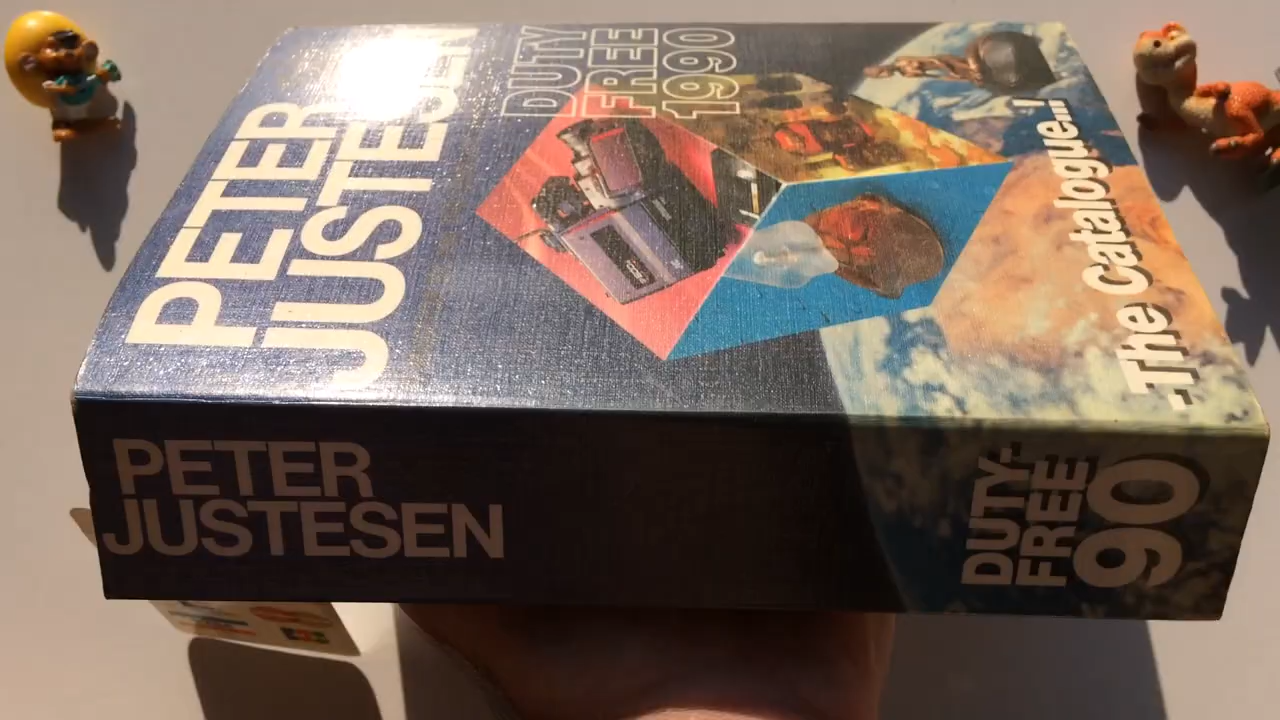 PETER
JUSTESEN
DUTY
FREE
1990
-The Catalogue...!
PETER
JUSTESEN
DUTY-
FREE
90